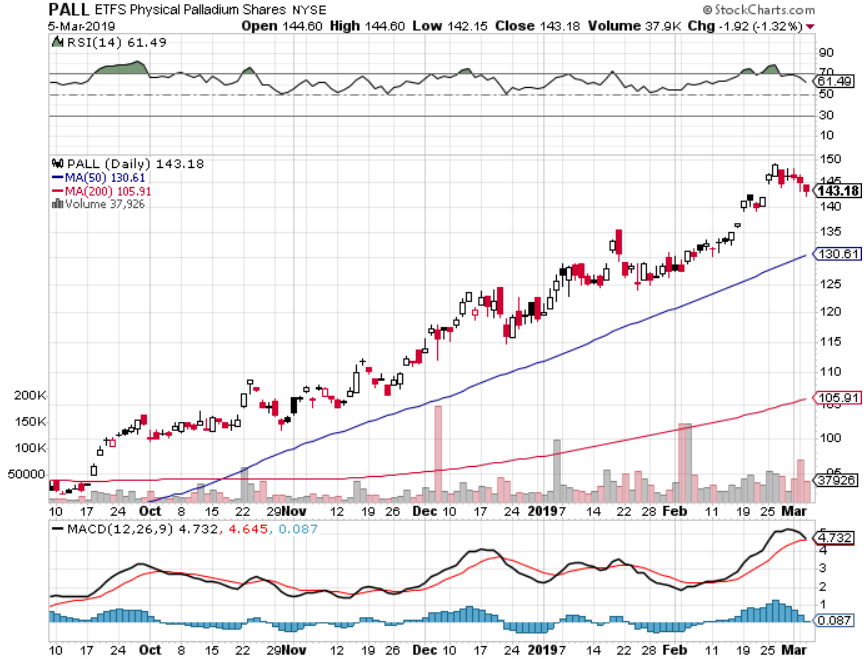 PALL ETFS Physical Palladium Shares NYSE © StockCharts.com
5-Mar-2019 Open 144.60 High 144.60 Low 142.15 Close 143.18 Volume 37.9K Chg -1.92 (-1.32%)
RSI(14) 61.49
90
70
61.49
50
30
10
PALL (Daily) 143.18
MA(50) 130.61
MA(200) 105.91
Volume 37,926
150
145
143.18
140
135
130.61
125
120
115
110
105.91
105
100
95
37926
200K
150K
100K
50000
10 17 24 Oct 8 15 22 29 Nov 12 19 26 Dec 10 17 24 2019 7 14 22 28 Feb 11 19 25 Mar
MACD(12,26,9) 4.732, 4.645, 0.087
5
4.732
4
3
2
1
0.087
10 17 24 Oct 8 15 22 29 Nov 12 19 26 Dec 10 17 24 2019 7 14 22 28 Feb 11 19 25 Mar